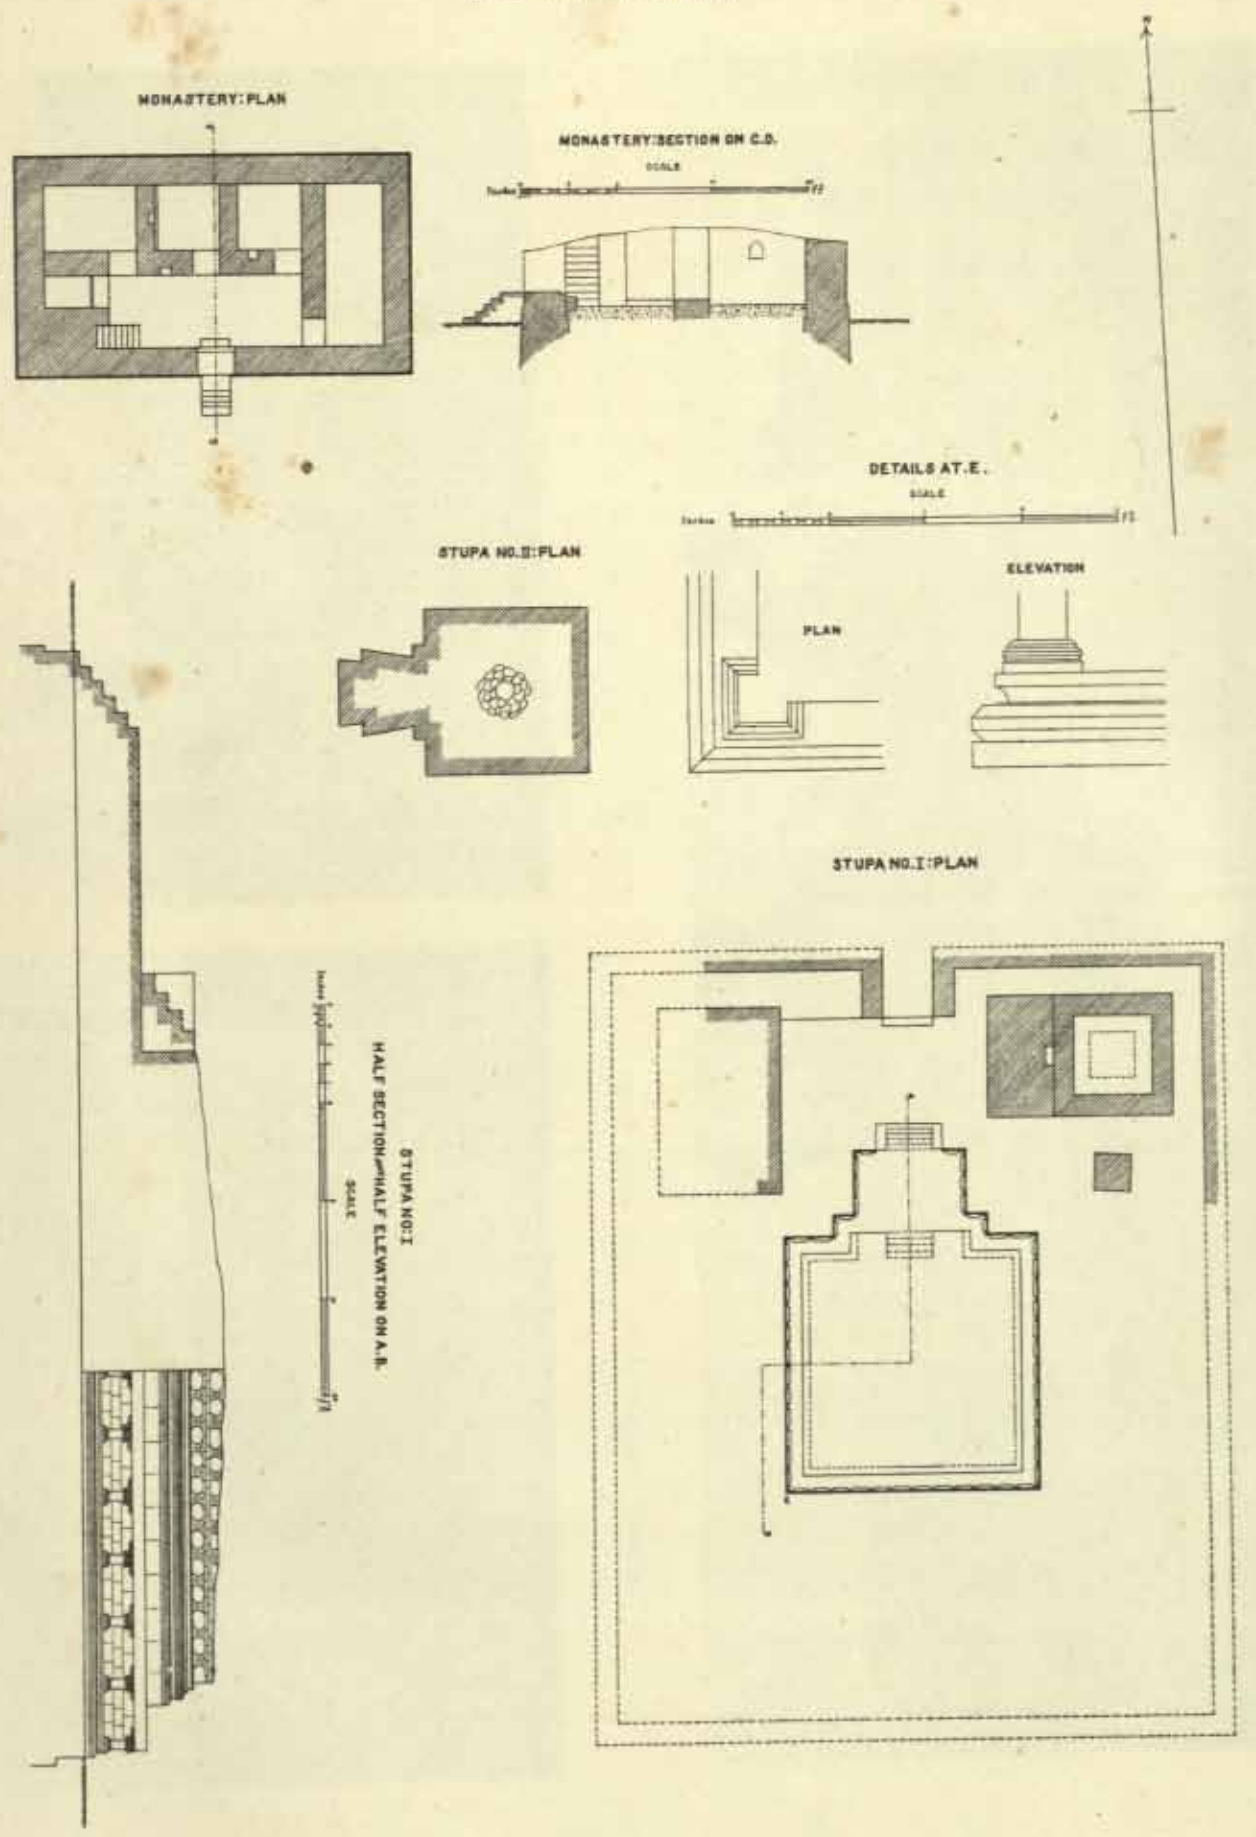 N
MONASTERY: PLAN
MONASTERY: SECTION ON C.D.
SCALE
DETAILS AT. E.
SCALE
STUPA NO. II: PLAN
ELEVATION
PLAN
STUPA NO. I: PLAN
STUPA NO: I
HALF SECTION AND HALF ELEVATION ON A.B.
SCALE